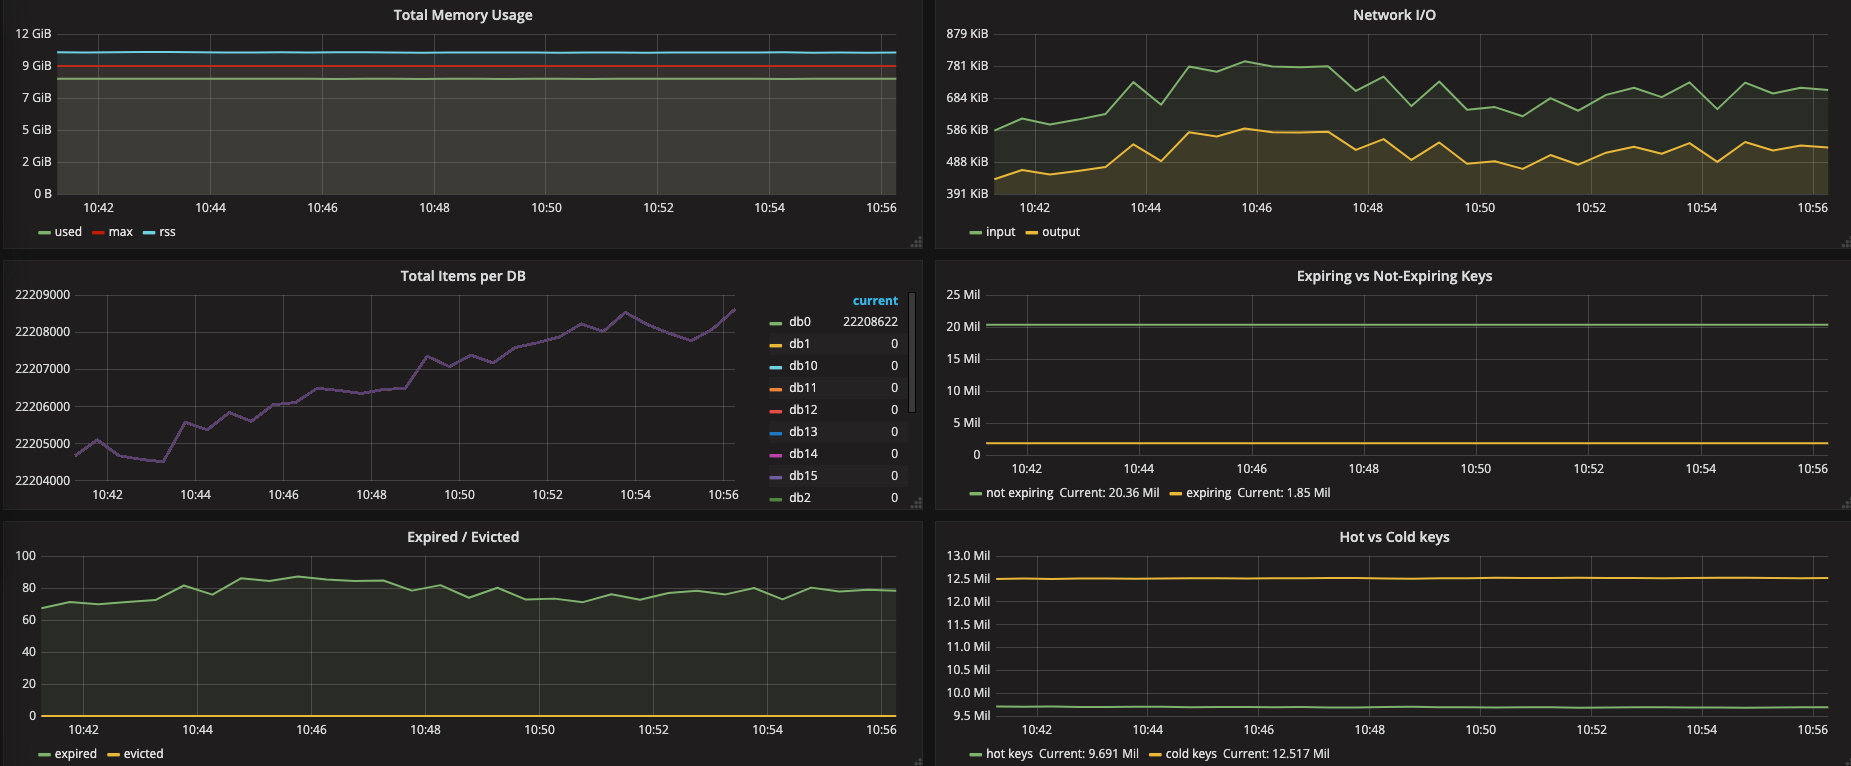 Total Memory Usage
12 GiB
9 GiB
7 GiB
5 GiB
2 GiB
0 B
10:42 10:44 10:46 10:48 10:50 10:52 10:54 10:56
used max rss
Network I/O
879 KiB
781 KiB
684 KiB
586 KiB
488 KiB
391 KiB
10:42 10:44 10:46 10:48 10:50 10:52 10:54 10:56
input output
Total Items per DB
22209000
22208000
22207000
22206000
22205000
22204000
10:42 10:44 10:46 10:48 10:50 10:52 10:54 10:56
current
db0 22208622
db1 0
db10 0
db11 0
db12 0
db13 0
db14 0
db15 0
db2 0
Expiring vs Not-Expiring Keys
25 Mil
20 Mil
15 Mil
10 Mil
5 Mil
0
10:42 10:44 10:46 10:48 10:50 10:52 10:54 10:56
not expiring Current: 20.36 Mil expiring Current: 1.85 Mil
Expired / Evicted
100
80
60
40
20
0
10:42 10:44 10:46 10:48 10:50 10:52 10:54 10:56
expired evicted
Hot vs Cold keys
13.0 Mil
12.5 Mil
12.0 Mil
11.5 Mil
11.0 Mil
10.5 Mil
10.0 Mil
9.5 Mil
10:42 10:44 10:46 10:48 10:50 10:52 10:54 10:56
hot keys Current: 9.691 Mil cold keys Current: 12.517 Mil